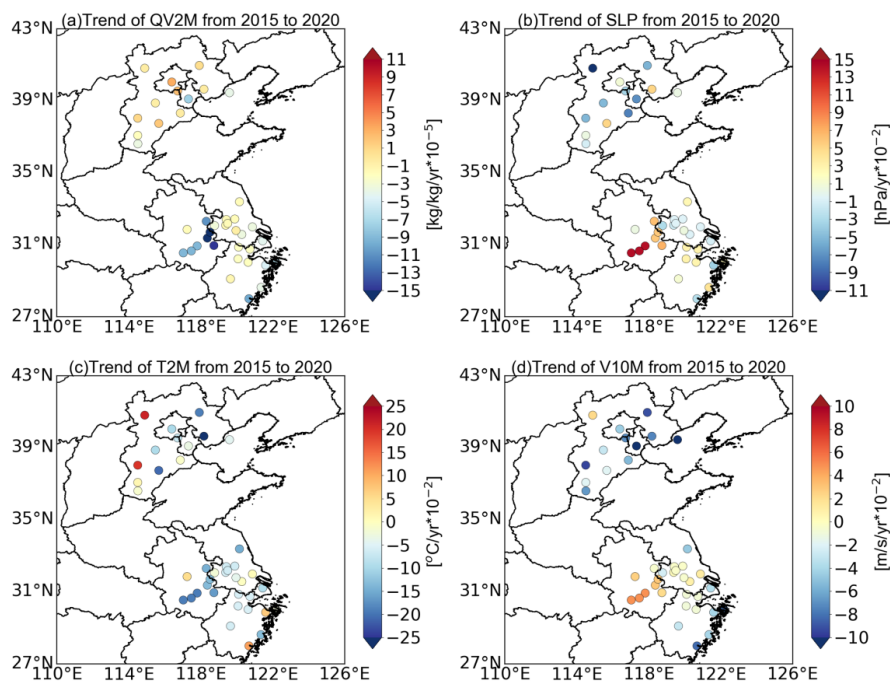 (a)Trend of QV2M from 2015 to 2020
43°N
39°N
35°N
31°N
27°N
110°E 114°E 118°E 122°E 126°E
11
9
7
5
3
1
−1
−3
−5
−7
−9
−11
−13
−15
[kg/kg/yr*10⁻⁵]
(b)Trend of SLP from 2015 to 2020
43°N
39°N
35°N
31°N
27°N
110°E 114°E 118°E 122°E 126°E
15
13
11
9
7
5
3
1
−1
−3
−5
−7
−9
−11
[hPa/yr*10⁻²]
(c)Trend of T2M from 2015 to 2020
43°N
39°N
35°N
31°N
27°N
110°E 114°E 118°E 122°E 126°E
25
20
15
10
5
0
−5
−10
−15
−20
−25
[°C/yr*10⁻²]
(d)Trend of V10M from 2015 to 2020
43°N
39°N
35°N
31°N
27°N
110°E 114°E 118°E 122°E 126°E
10
8
6
4
2
0
−2
−4
−6
−8
−10
[m/s/yr*10⁻²]